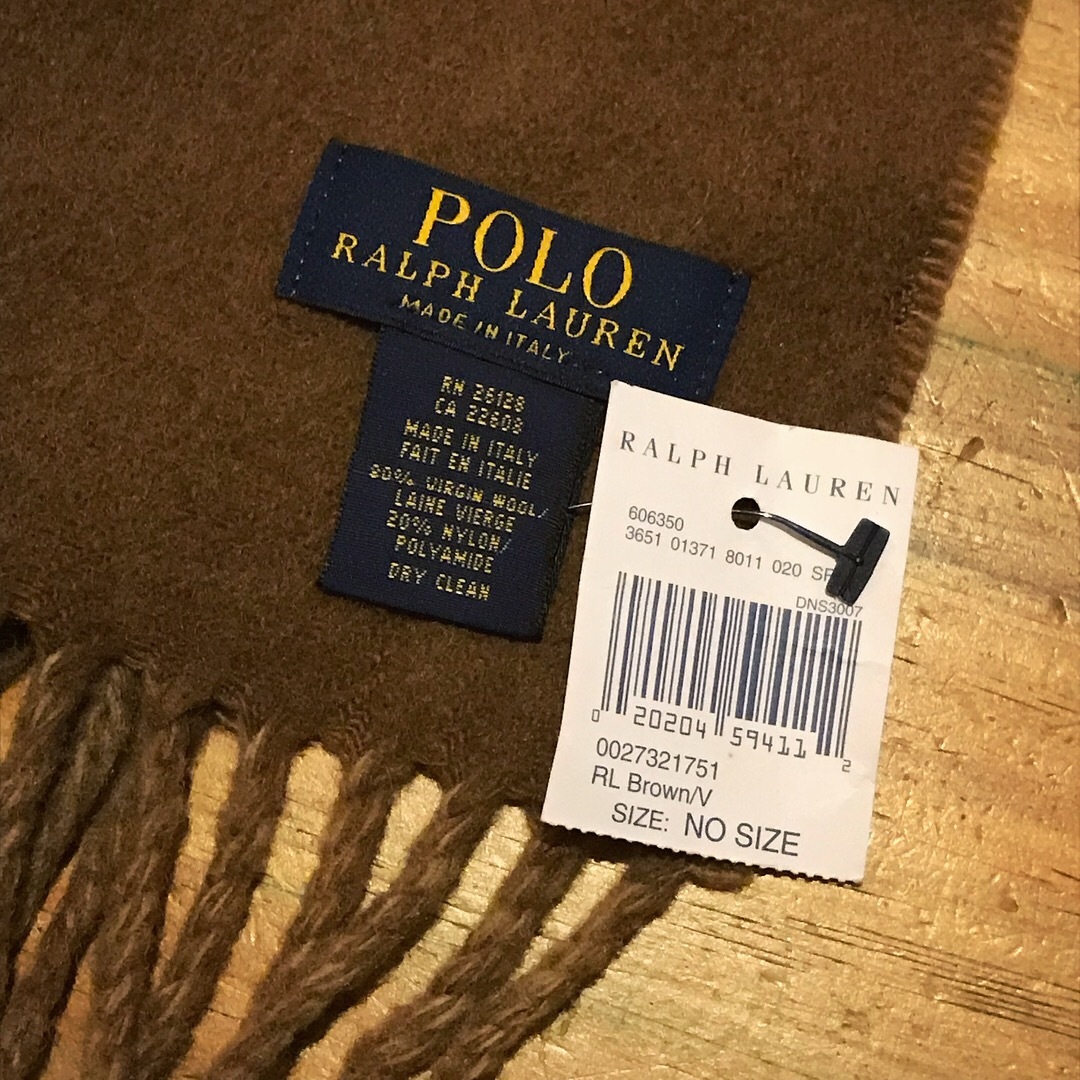 POLO
RALPH LAUREN
MADE IN ITALY
RN 26128
CA 22609
MADE IN ITALY
FAIT EN ITALIE
80% VIRGIN WOOL/
LAINE VIERGE
20% NYLON/
POLYAMIDE
DRY CLEAN
RALPH LAUREN
606350
3651 01371 8011 020
DNS3007
0 20204 59411 2
0027321751
RL Brown/V
SIZE: NO SIZE